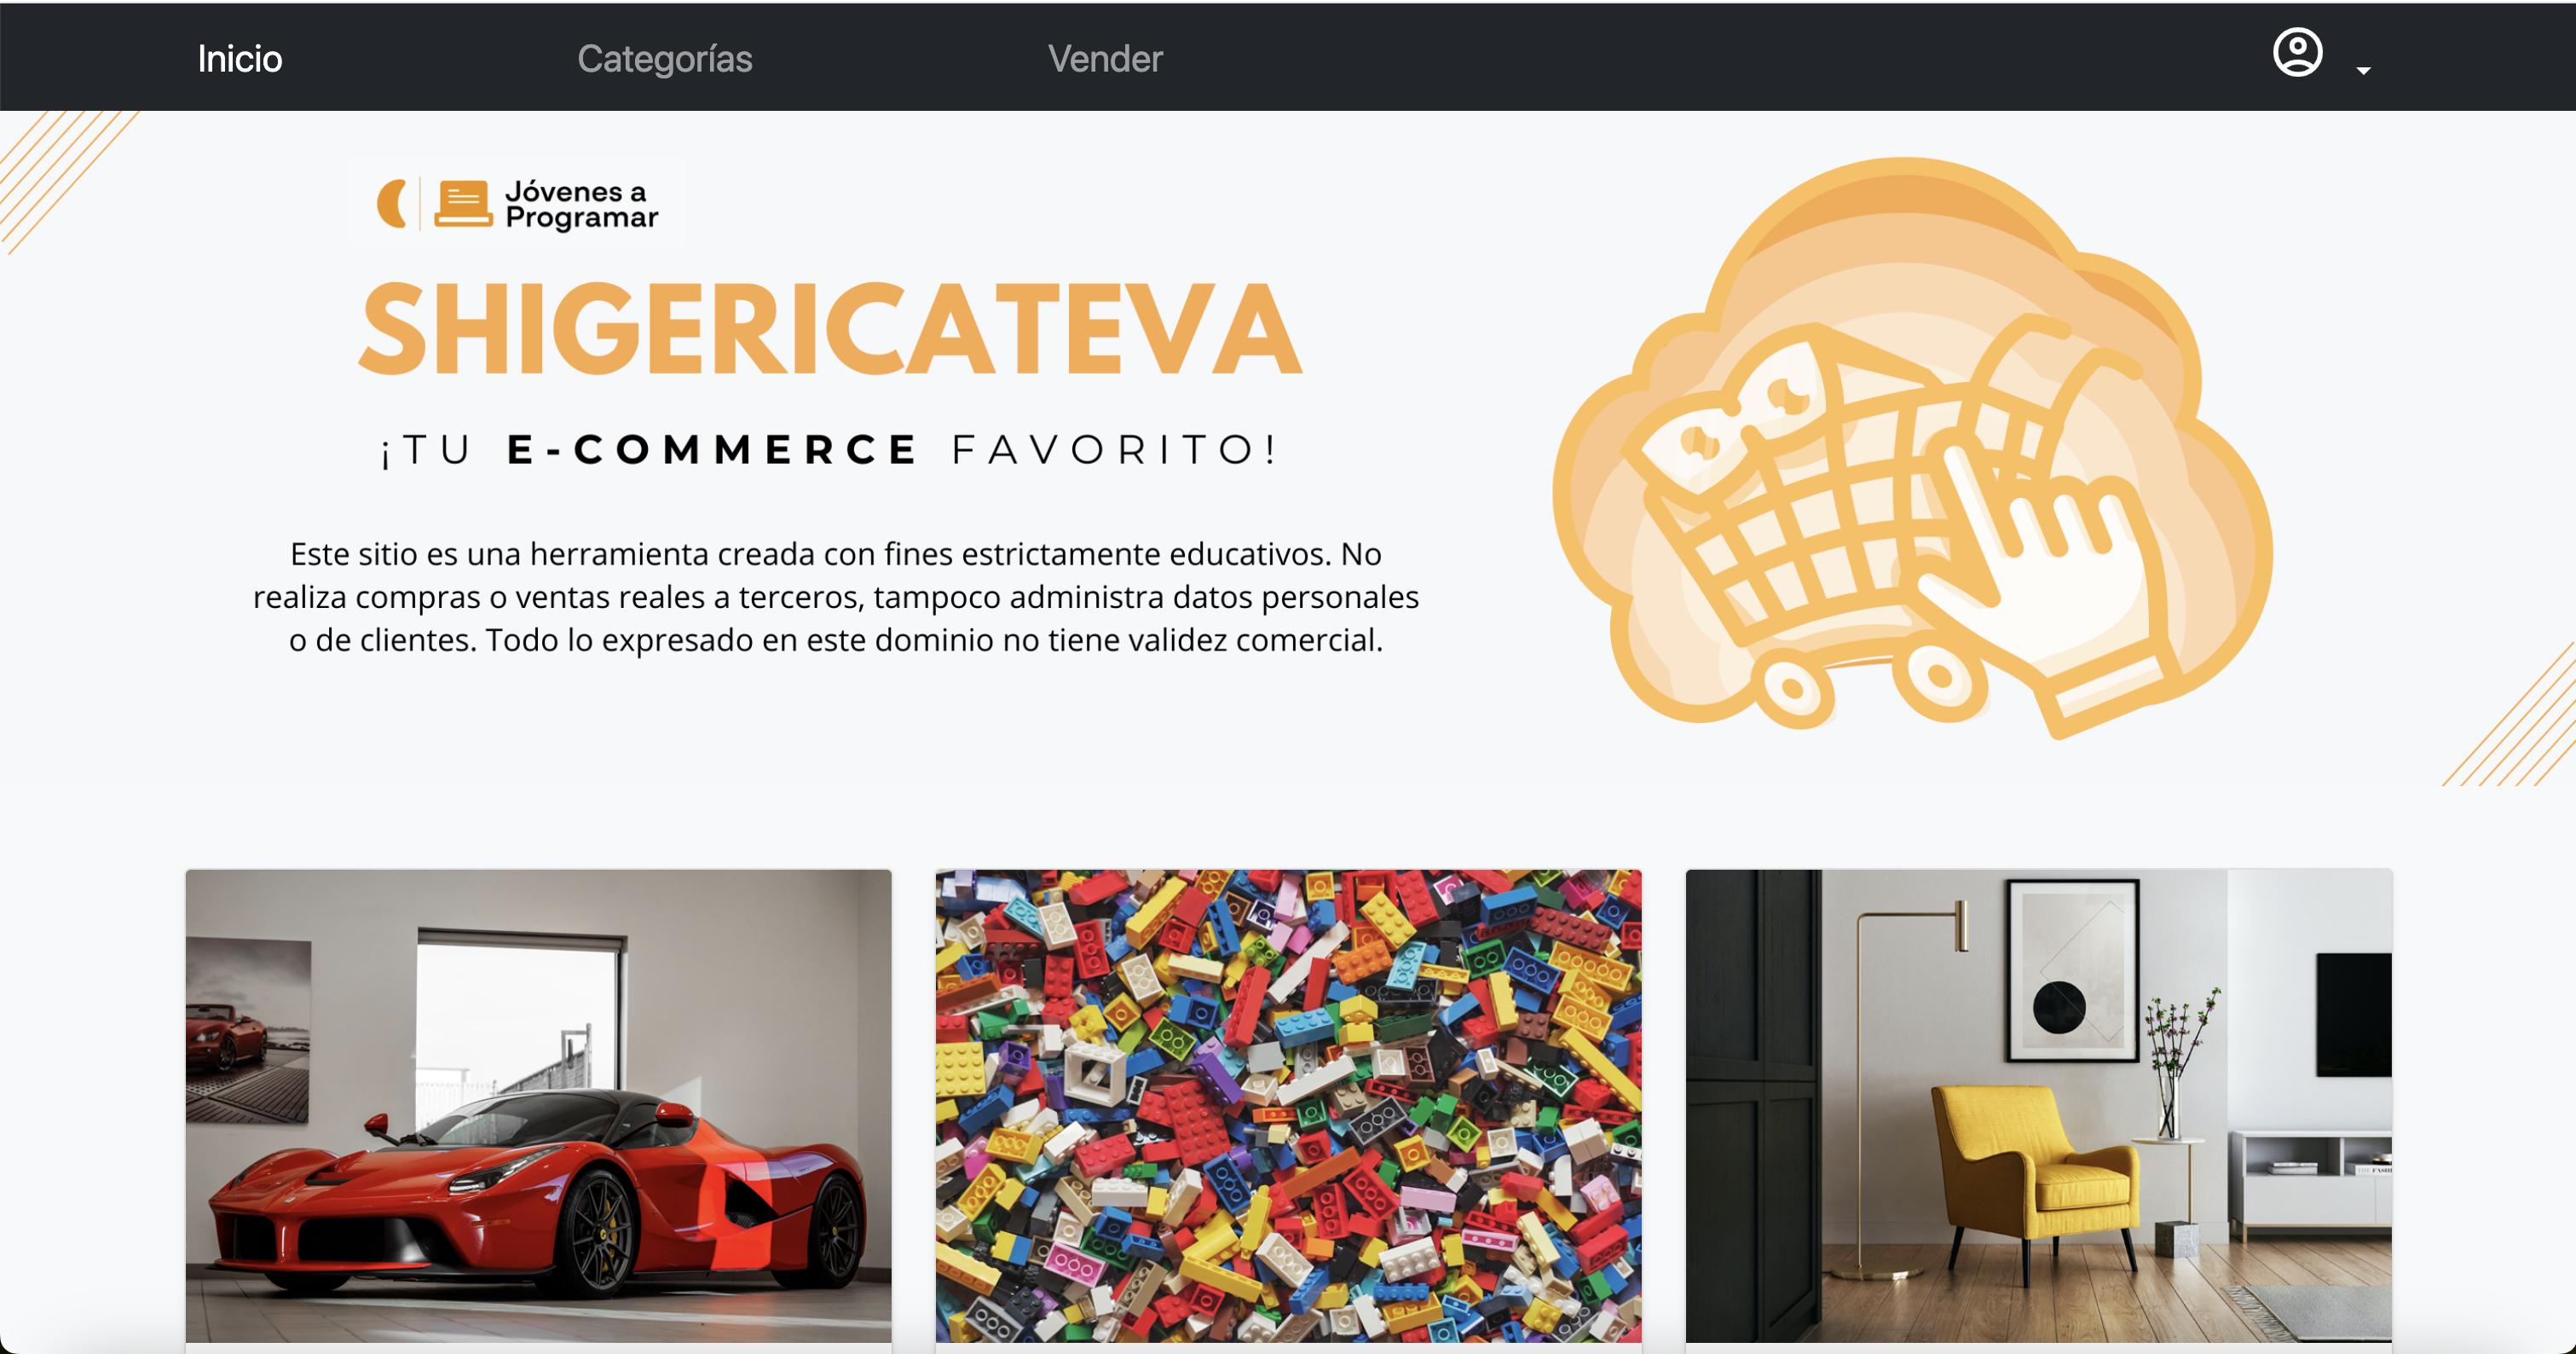 Inicio
Categorías
Vender
Jóvenes a
Programar
SHIGERICATEVA
¡TU E-COMMERCE FAVORITO!
Este sitio es una herramienta creada con fines estrictamente educativos. No
realiza compras o ventas reales a terceros, tampoco administra datos personales
o de clientes. Todo lo expresado en este dominio no tiene validez comercial.